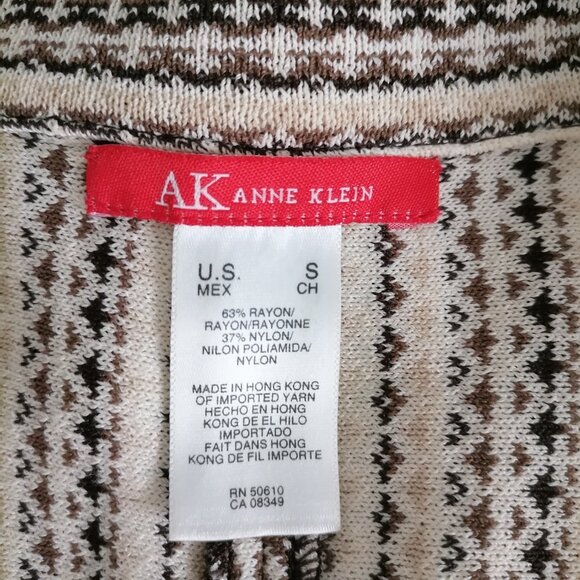 AK ANNE KLEIN
U.S. S
MEX CH
63% RAYON/
RAYON/RAYONNE
37% NYLON/
NILON POLIAMIDA/
NYLON
MADE IN HONG KONG
OF IMPORTED YARN
HECHO EN HONG
KONG DE EL HILO
IMPORTADO
FAIT DANS HONG
KONG DE FIL IMPORTE
RN 50610
CA 08349